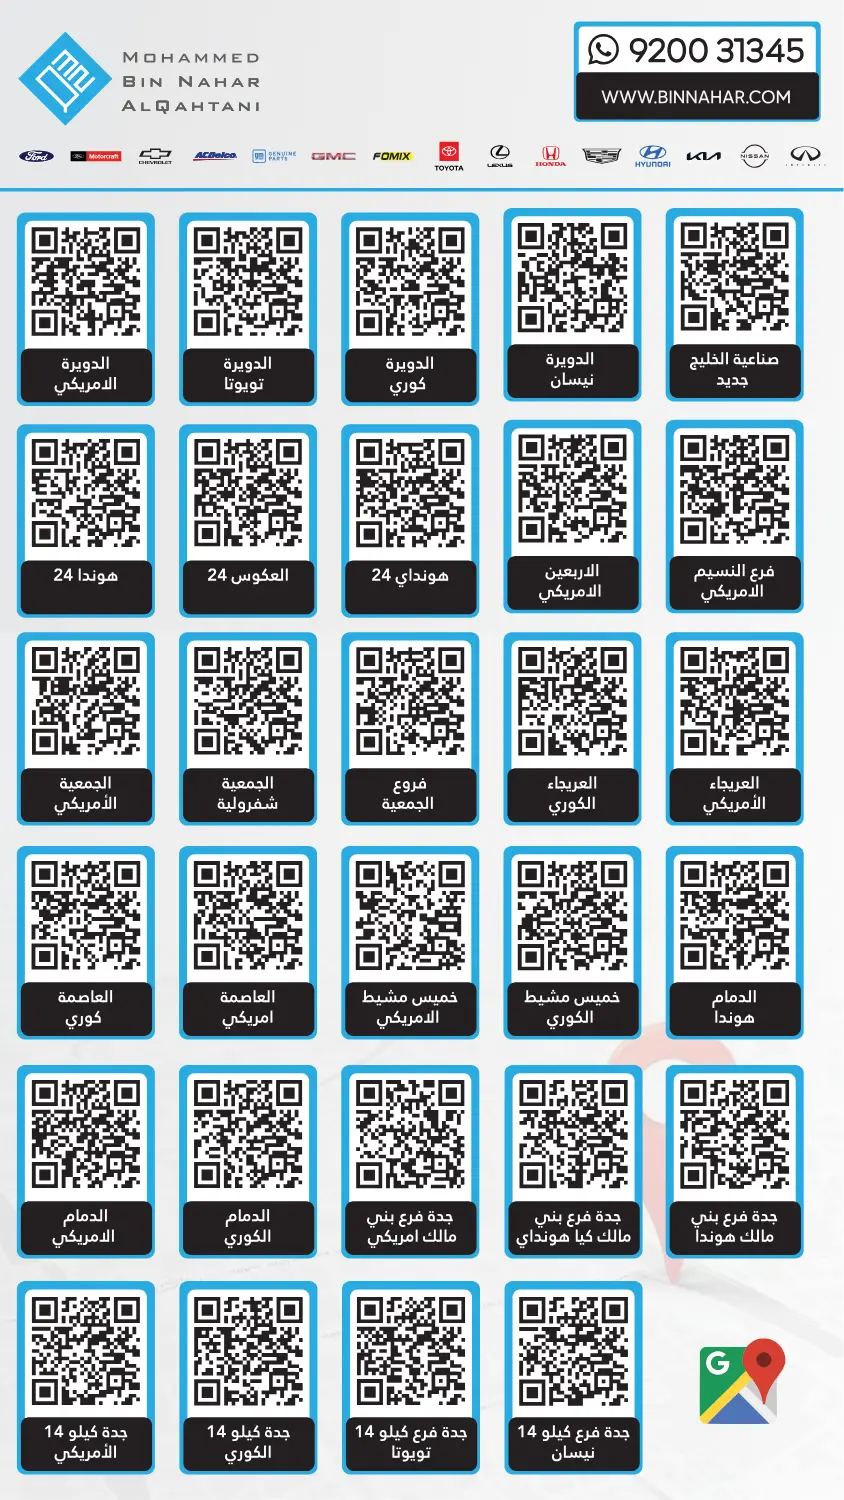 MOHAMMED
BIN NAHAR
ALQAHTANI
9200 31345
WWW.BINNAHAR.COM
Ford
Motorcraft
CHEVROLET
ACDelco
GM GENUINE
PARTS
GMC
FOMIX
TOYOTA
LEXUS
HONDA
HYUNDAI
KIA
NISSAN
INFINITI
صناعية الخليج
جديد
الدويرة
نيسان
الدويرة
كوري
الدويرة
تويوتا
الدويرة
الامريكي
فرع النسيم
الامريكي
الاربعين
الامريكي
هونداي 24
العكوس 24
هوندا 24
العريجاء
الأمريكي
العريجاء
الكوري
فروع
الجمعية
الجمعية
شفرولية
الجمعية
الأمريكي
الدمام
هوندا
خميس مشيط
الكوري
خميس مشيط
الامريكي
العاصمة
امريكي
العاصمة
كوري
جدة فرع بني
مالك هوندا
جدة فرع بني
مالك كيا هونداي
جدة فرع بني
مالك امريكي
الدمام
الكوري
الدمام
الامريكي
جدة فرع كيلو 14
نيسان
جدة فرع كيلو 14
تويوتا
جدة كيلو 14
الكوري
جدة كيلو 14
الأمريكي
G